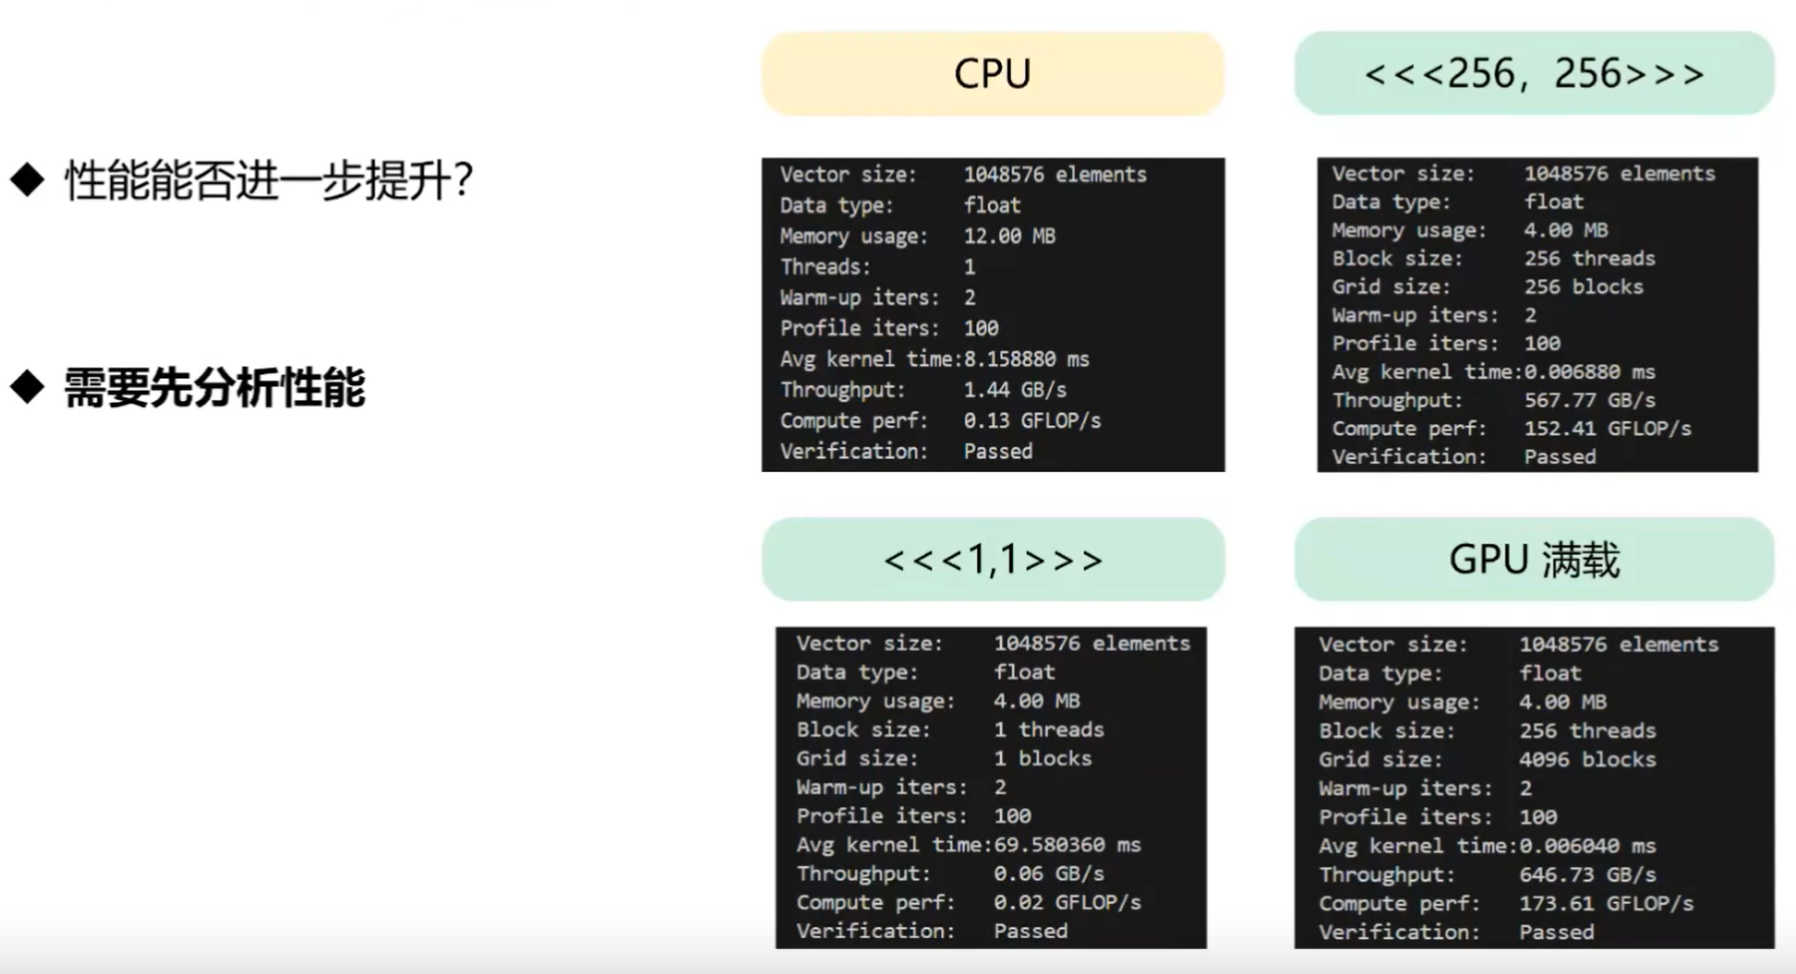 ◆ 性能能否进一步提升?
◆ 需要先分析性能
CPU
Vector size: 1048576 elements
Data type: float
Memory usage: 12.00 MB
Threads: 1
Warm-up iters: 2
Profile iters: 100
Avg kernel time:8.158880 ms
Throughput: 1.44 GB/s
Compute perf: 0.13 GFLOP/s
Verification: Passed
<<<256, 256>>>
Vector size: 1048576 elements
Data type: float
Memory usage: 4.00 MB
Block size: 256 threads
Grid size: 256 blocks
Warm-up iters: 2
Profile iters: 100
Avg kernel time:0.006880 ms
Throughput: 567.77 GB/s
Compute perf: 152.41 GFLOP/s
Verification: Passed
<<<1,1>>>
Vector size: 1048576 elements
Data type: float
Memory usage: 4.00 MB
Block size: 1 threads
Grid size: 1 blocks
Warm-up iters: 2
Profile iters: 100
Avg kernel time:69.580360 ms
Throughput: 0.06 GB/s
Compute perf: 0.02 GFLOP/s
Verification: Passed
GPU 满载
Vector size: 1048576 elements
Data type: float
Memory usage: 4.00 MB
Block size: 256 threads
Grid size: 4096 blocks
Warm-up iters: 2
Profile iters: 100
Avg kernel time:0.006040 ms
Throughput: 646.73 GB/s
Compute perf: 173.61 GFLOP/s
Verification: Passed